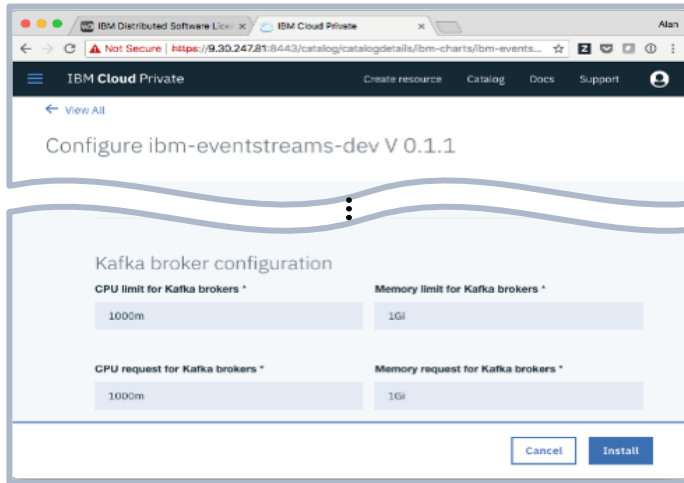 IBM Distributed Software Licen
IBM Cloud Private
Alan
Not Secure | https://9.30.247.81:8443/catalog/catalogdetails/ibm-charts/ibm-events...
IBM Cloud Private
Create resource
Catalog
Docs
Support
View All
Configure ibm-eventstreams-dev V 0.1.1
Kafka broker configuration
CPU limit for Kafka brokers *
Memory limit for Kafka brokers *
1000m
1Gi
CPU request for Kafka brokers *
Memory request for Kafka brokers *
1000m
1Gi
Cancel
Install